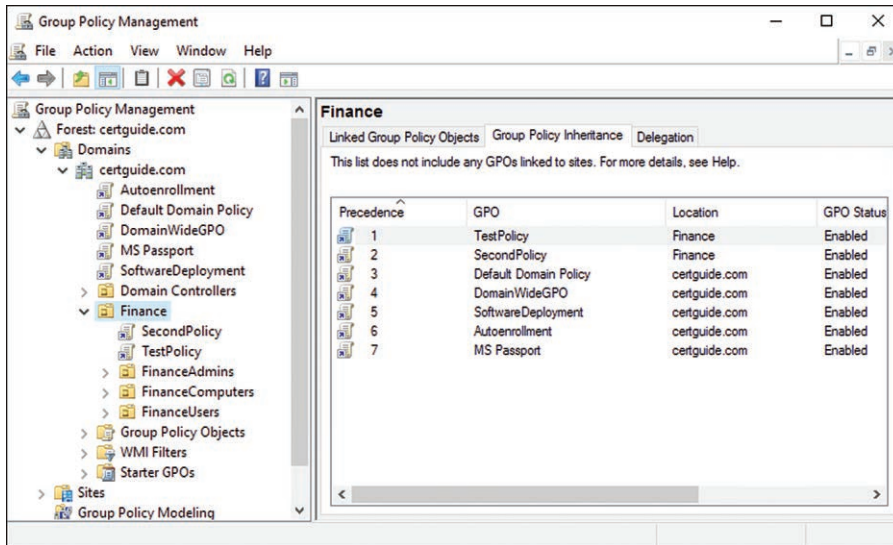 Group Policy Management
File Action View Window Help
Group Policy Management
Forest: certguide.com
Domains
certguide.com
Autoenrollment
Default Domain Policy
DomainWideGPO
MS Passport
SoftwareDeployment
Domain Controllers
Finance
SecondPolicy
TestPolicy
FinanceAdmins
FinanceComputers
FinanceUsers
Group Policy Objects
WMI Filters
Starter GPOs
Sites
Group Policy Modeling
Finance
Linked Group Policy Objects Group Policy Inheritance Delegation
This list does not include any GPOs linked to sites. For more details, see Help.
Precedence GPO Location GPO Status
1 TestPolicy Finance Enabled
2 SecondPolicy Finance Enabled
3 Default Domain Policy certguide.com Enabled
4 DomainWideGPO certguide.com Enabled
5 SoftwareDeployment certguide.com Enabled
6 Autoenrollment certguide.com Enabled
7 MS Passport certguide.com Enabled